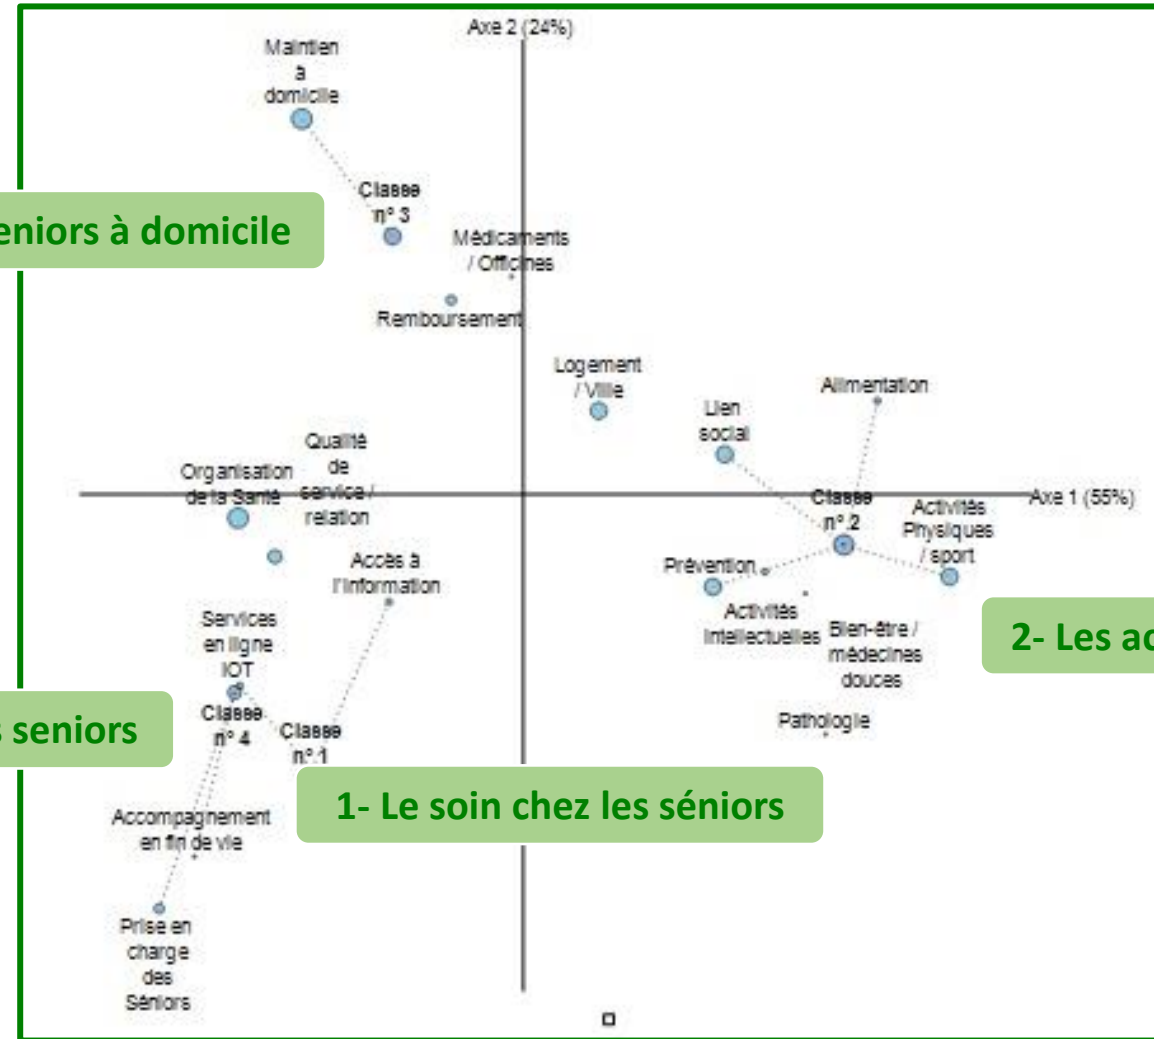 Axe 2 (24%)
Maintien
à
domicile
Classe
n° 3
eniors à domicile
Médicaments
/ Officines
Remboursement
Logement
/ Ville
Alimentation
Lien
social
Qualité
de
service /
relation
Organisation
de la Santé
Axe 1 (55%)
Classe
n° 2
Activités
Physiques
/ sport
Accès à
l'information
Prévention
Activités
Intellectuelles
Bien-être /
médecines
douces
Services
en ligne
IOT
2- Les ac
Classe
n° 4
s seniors
Classe
n° 1
Pathologie
1- Le soin chez les séniors
Accompagnement
en fin de vie
Prise en
charge
des
Séniors